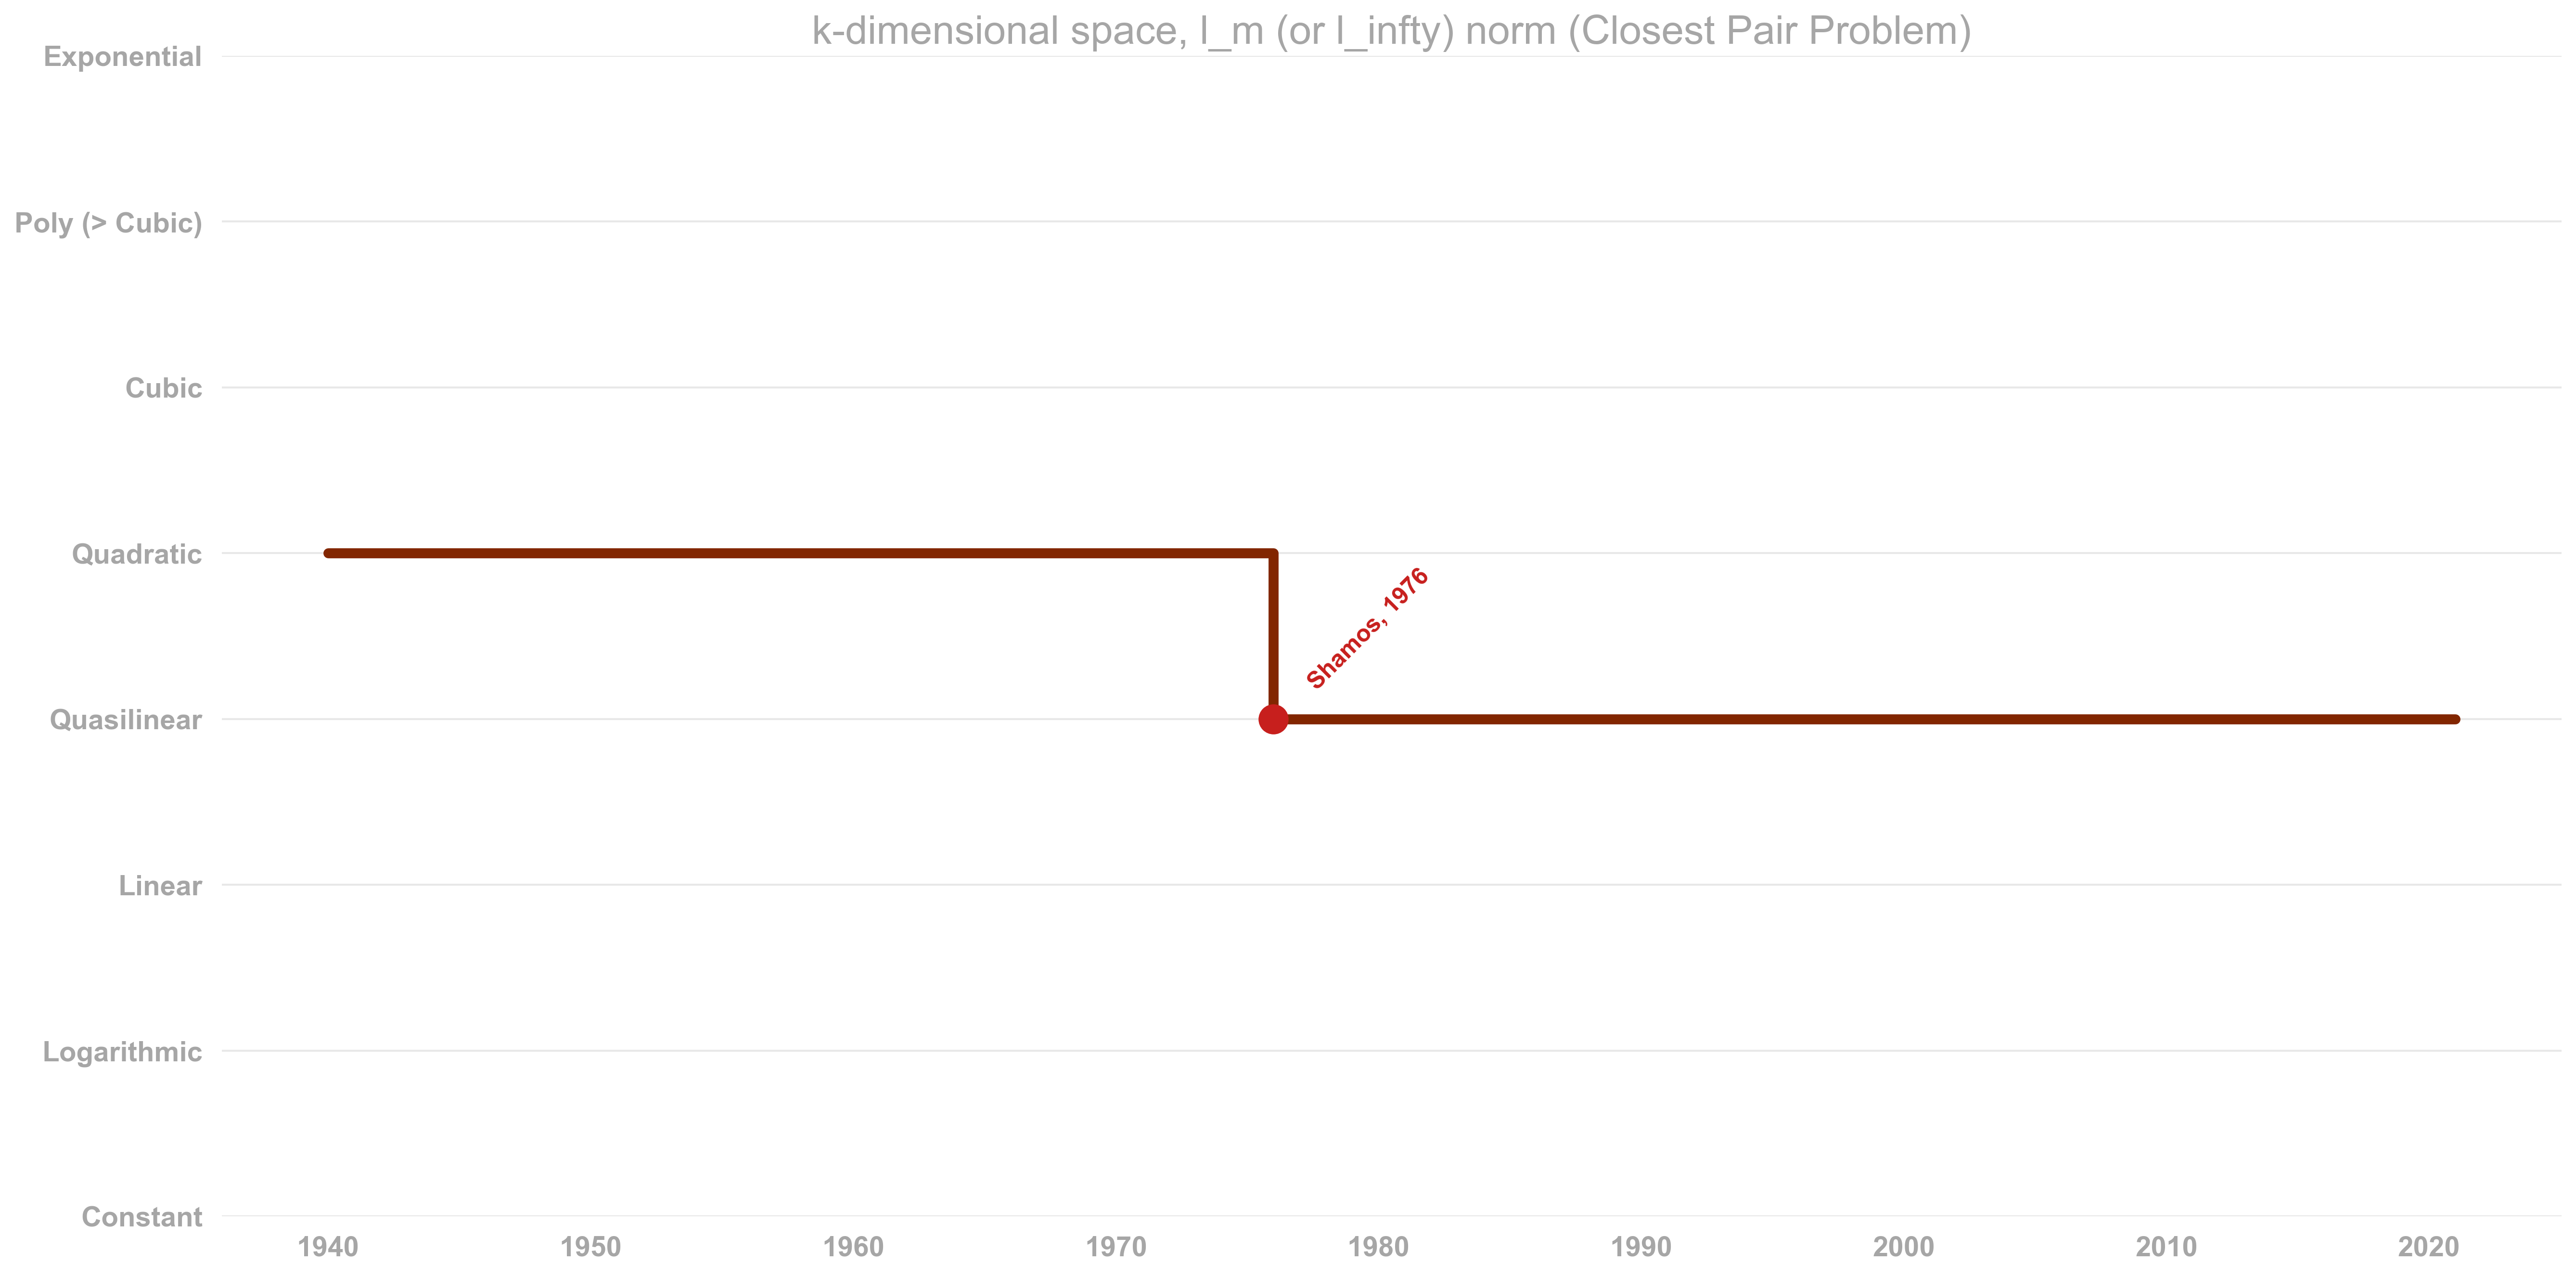 k-dimensional space, l_m (or l_infty) norm (Closest Pair Problem)
Exponential
Poly (> Cubic)
Cubic
Quadratic
Shamos, 1976
Quasilinear
Linear
Logarithmic
Constant
1940 1950 1960 1970 1980 1990 2000 2010 2020